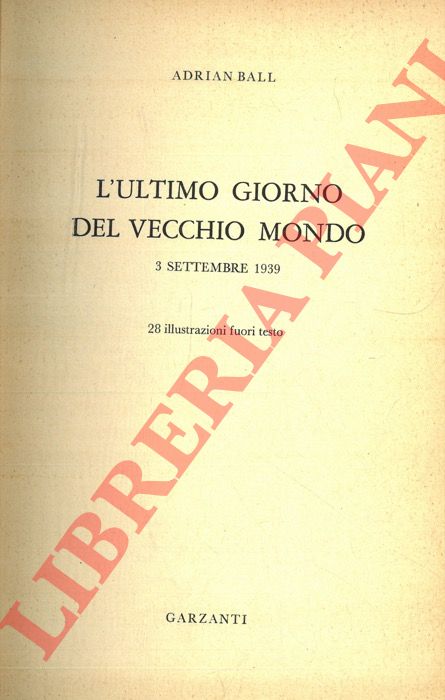 ADRIAN BALL
L'ULTIMO GIORNO
DEL VECCHIO MONDO
3 SETTEMBRE 1939
28 illustrazioni fuori testo
GARZANTI
LIBRERIA PIANI